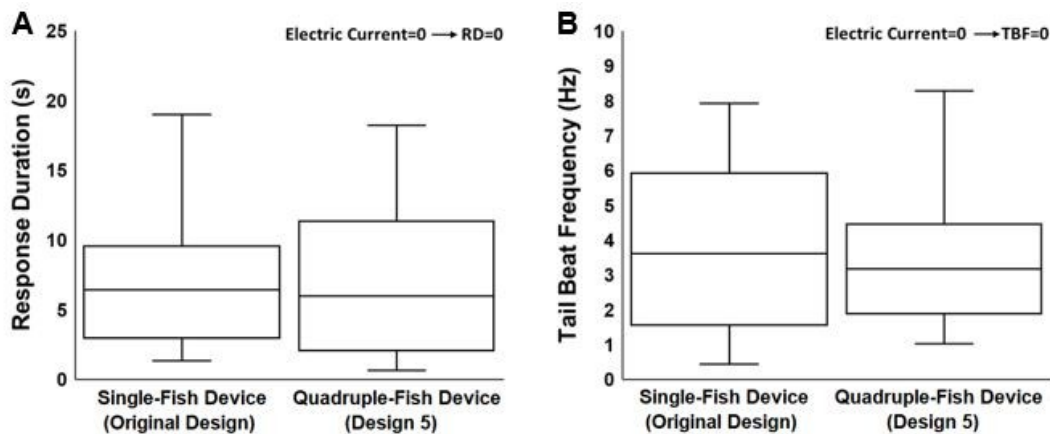 A
Electric Current=0 → RD=0
Response Duration (s)
25
20
15
10
5
0
Single-Fish Device
(Original Design)
Quadruple-Fish Device
(Design 5)
B
Electric Current=0 → TBF=0
Tail Beat Frequency (Hz)
10
9
8
7
6
5
4
3
2
1
0
Single-Fish Device
(Original Design)
Quadruple-Fish Device
(Design 5)